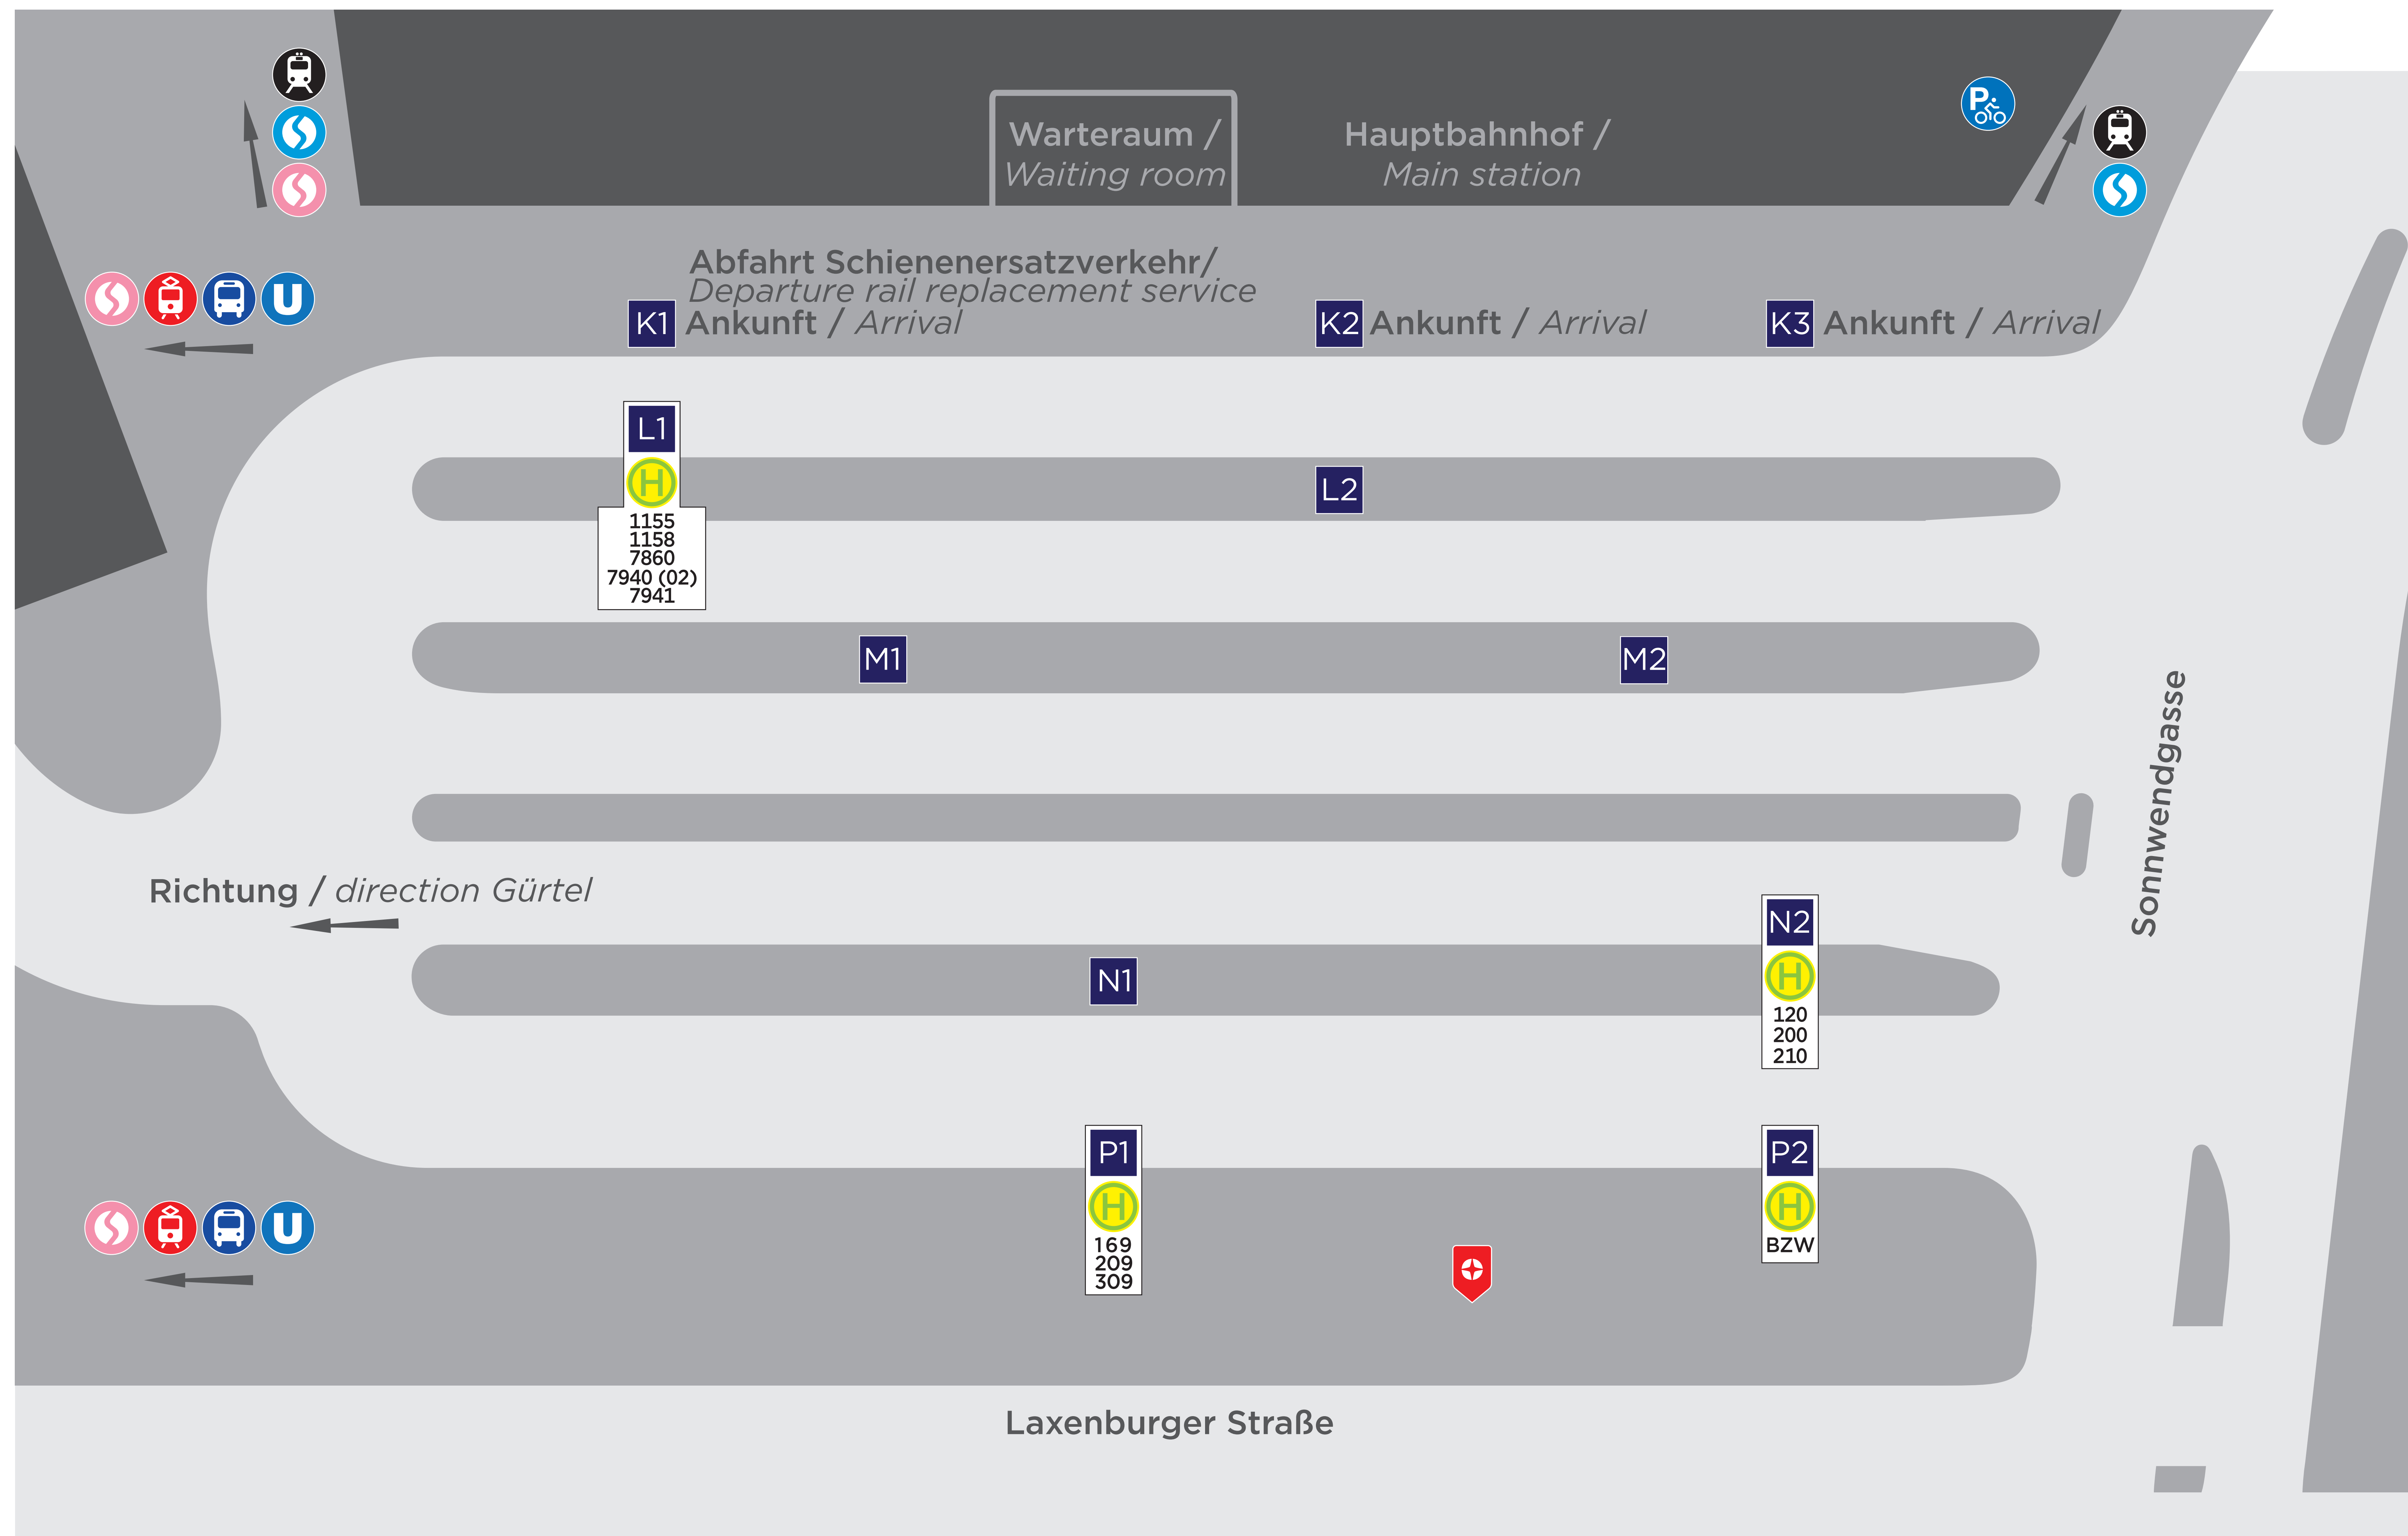 Warteraum /
Waiting room
Hauptbahnhof /
Main station
P
Abfahrt Schienenersatzverkehr/
Departure rail replacement service
K1 Ankunft / Arrival
K2 Ankunft / Arrival
K3 Ankunft / Arrival
U
L1
H
1155
1158
7860
7940 (02)
7941
L2
M1
M2
Sonnwendgasse
Richtung / direction Gürtel
N1
N2
H
120
200
210
P1
H
169
209
309
P2
H
BZW
U
Laxenburger Straße